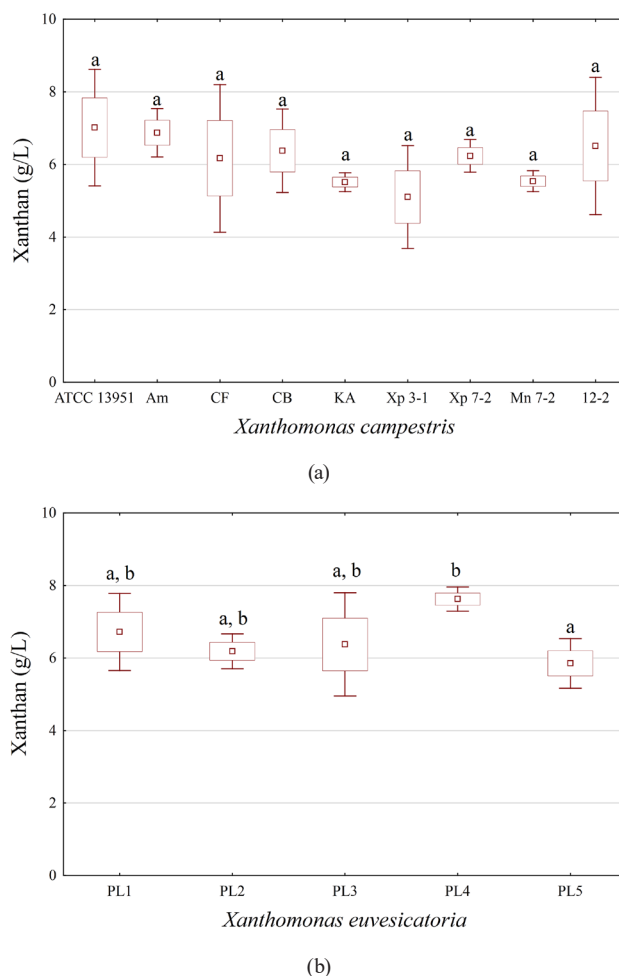 10
8
6
4
2
0
Xanthan (g/L)
a a a a a a a a a
ATCC 13951 Am CF CB KA Xp 3-1 Xp 7-2 Mn 7-2 12-2
Xanthomonas campestris
(a)
10
8
6
4
2
0
Xanthan (g/L)
a, b a, b a, b b a
PL1 PL2 PL3 PL4 PL5
Xanthomonas euvesicatoria
(b)